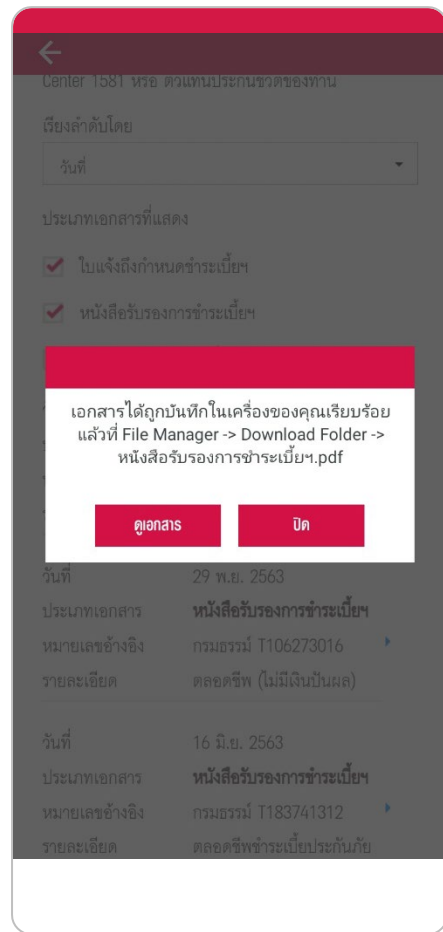 Center 1581 หรือ ตัวแทนประกันชีวิตของท่าน
เรียงลำดับโดย
วันที่
ประเภทเอกสารที่แสดง
ใบแจ้งถึงกำหนดชำระเบี้ยฯ
หนังสือรับรองการชำระเบี้ยฯ
เอกสารได้ถูกบันทึกในเครื่องของคุณเรียบร้อย
แล้วที่ File Manager -> Download Folder ->
หนังสือรับรองการชำระเบี้ยฯ.pdf
ดูเอกสาร ปิด
วันที่ 29 พ.ย. 2563
ประเภทเอกสาร หนังสือรับรองการชำระเบี้ยฯ
หมายเลขอ้างอิง กรมธรรม์ T106273016
รายละเอียด ตลอดชีพ (ไม่มีเงินปันผล)
วันที่ 16 มิ.ย. 2563
ประเภทเอกสาร หนังสือรับรองการชำระเบี้ยฯ
หมายเลขอ้างอิง กรมธรรม์ T183741312
รายละเอียด ตลอดชีพชำระเบี้ยประกันภัย